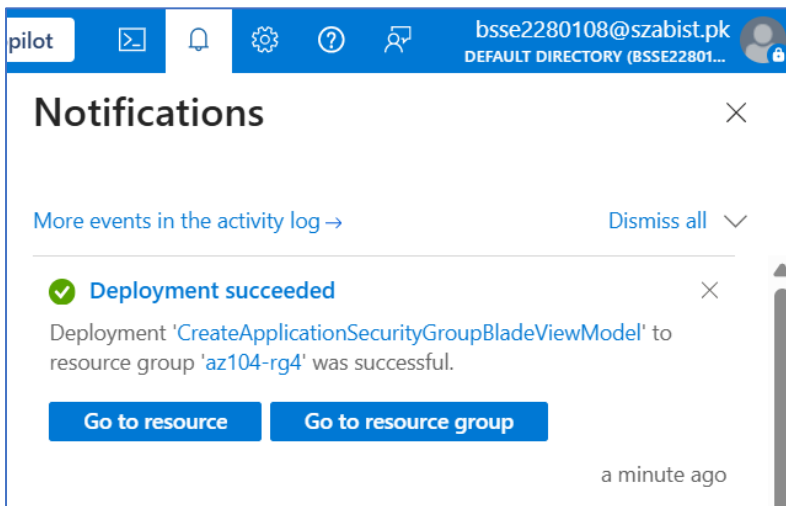 pilot
bsse2280108@szabist.pk
DEFAULT DIRECTORY (BSSE22801...
Notifications
More events in the activity log →
Dismiss all
Deployment succeeded
Deployment 'CreateApplicationSecurityGroupBladeViewModel' to
resource group 'az104-rg4' was successful.
Go to resource
Go to resource group
a minute ago